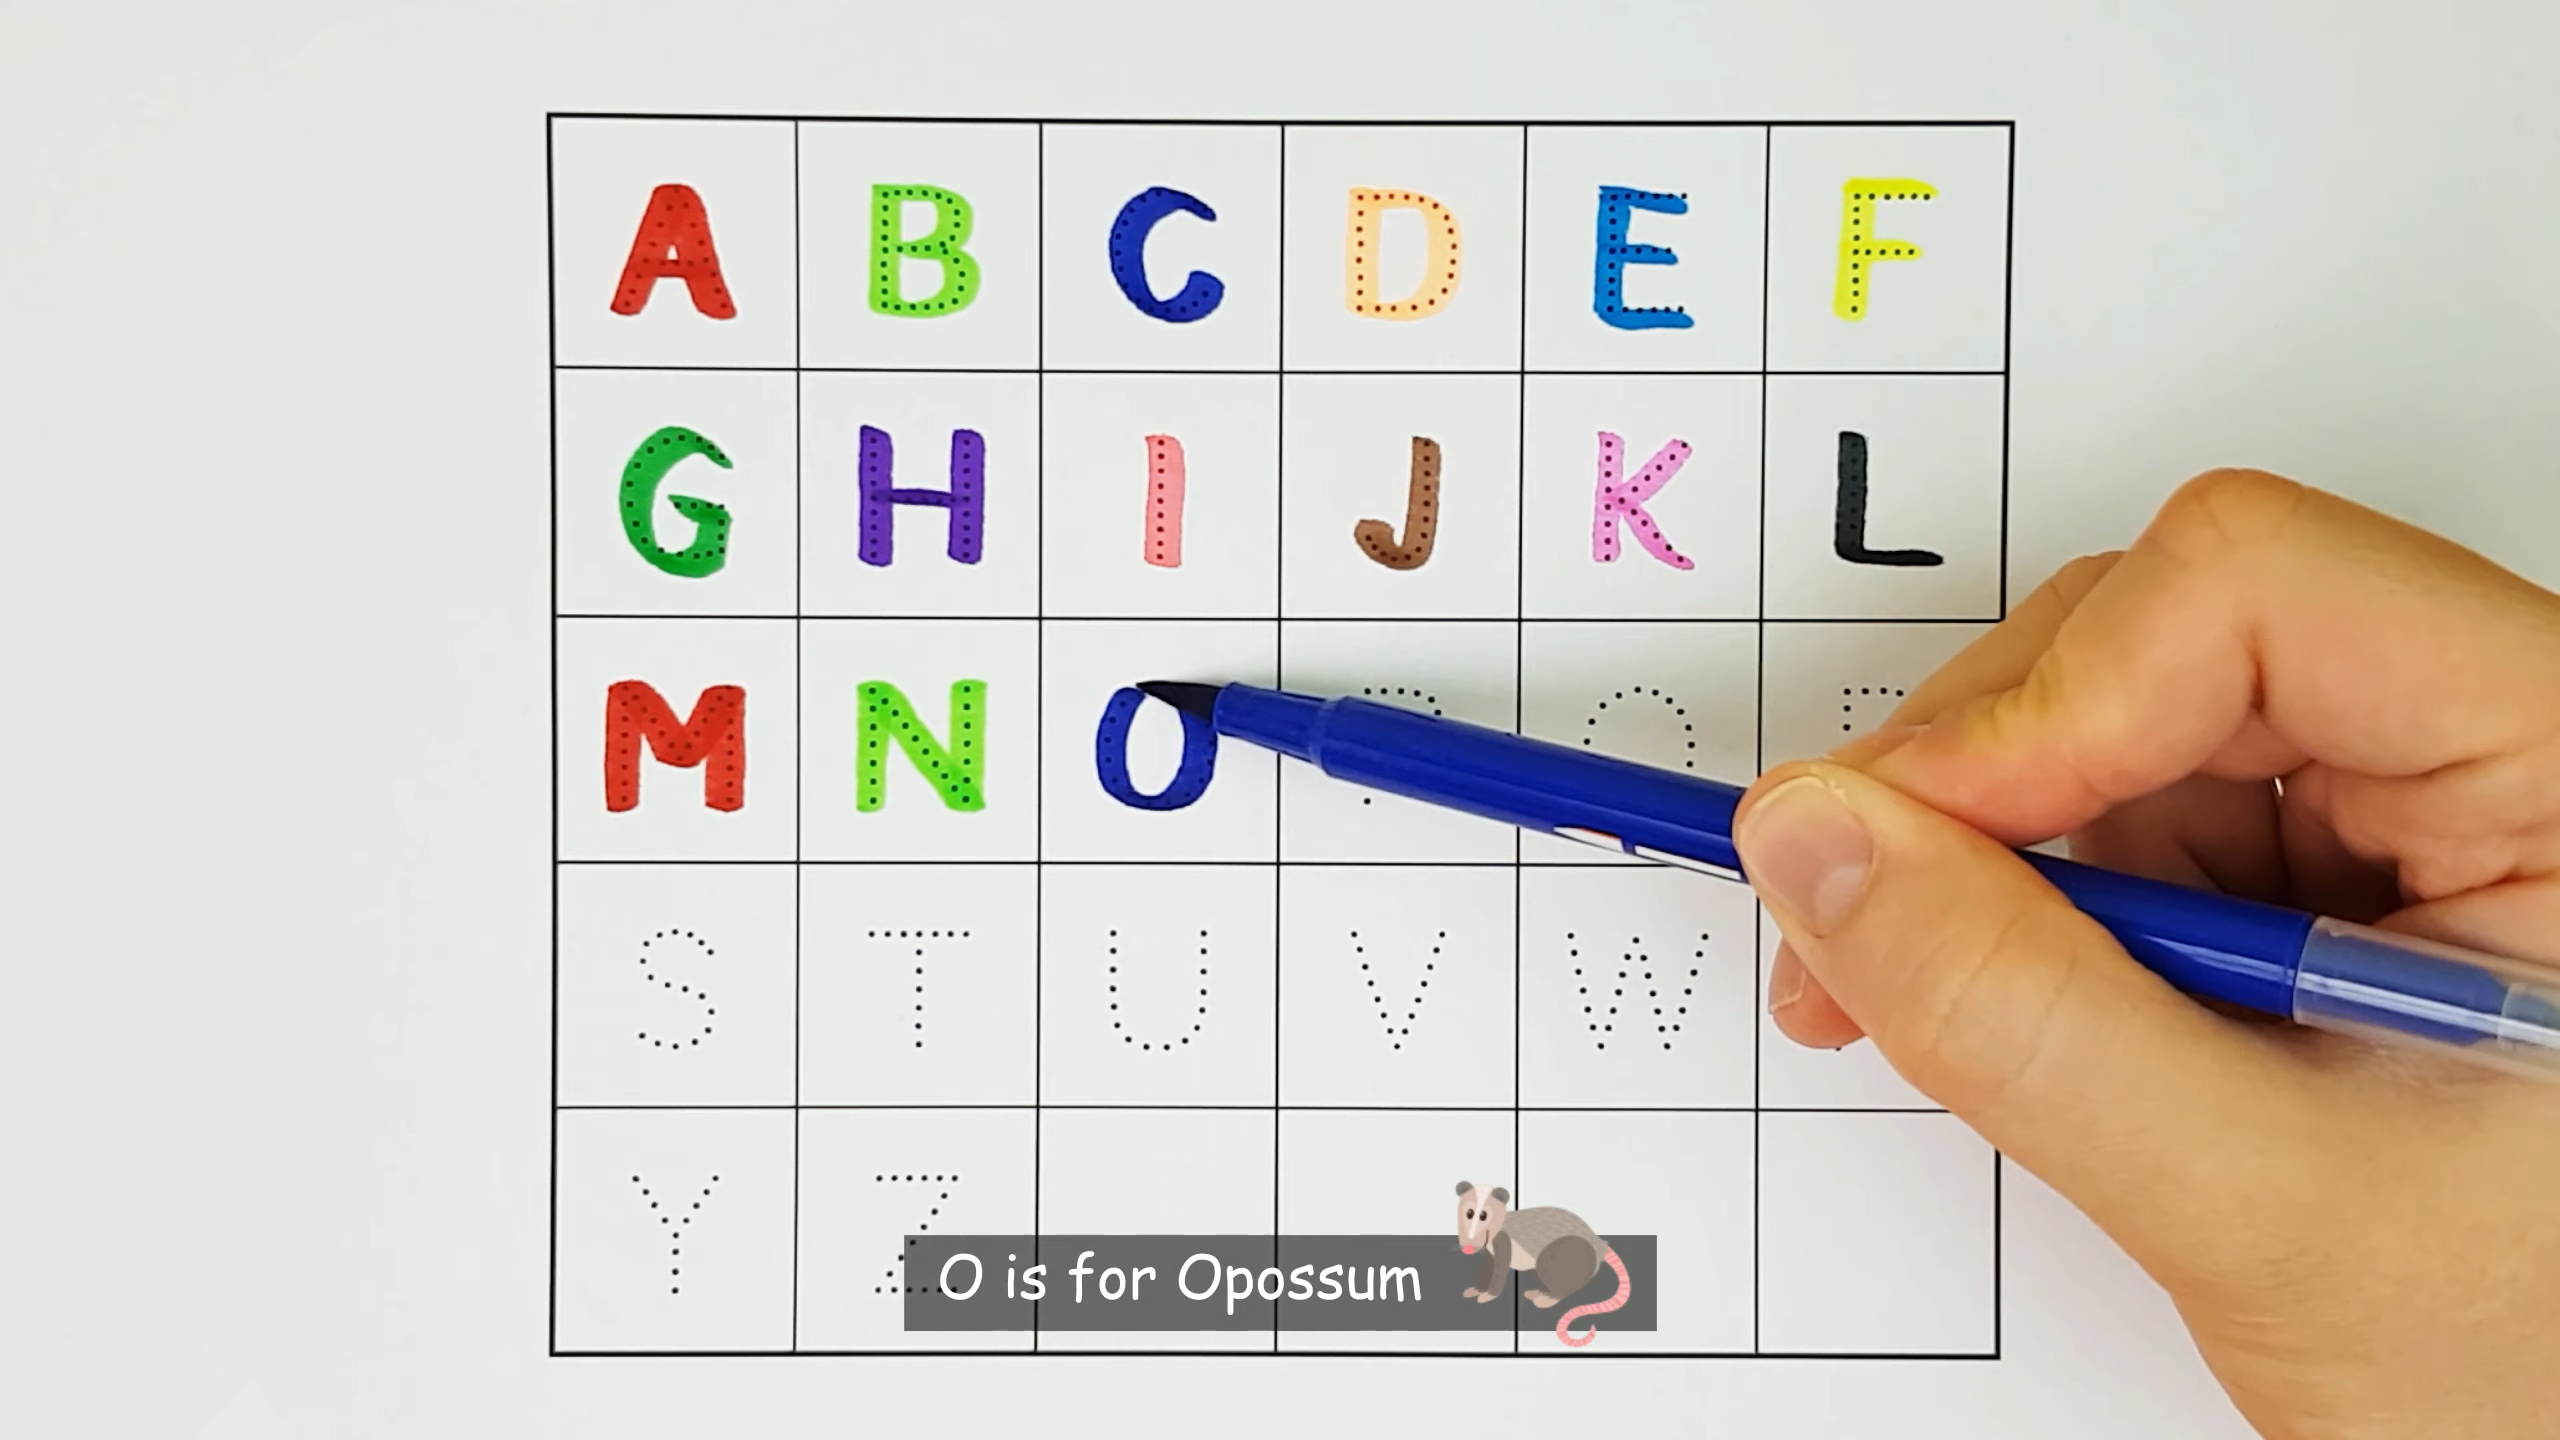 A B C D E F
G H I J K L
M N O P Q R
S T U V W
Y Z
O is for Opossum